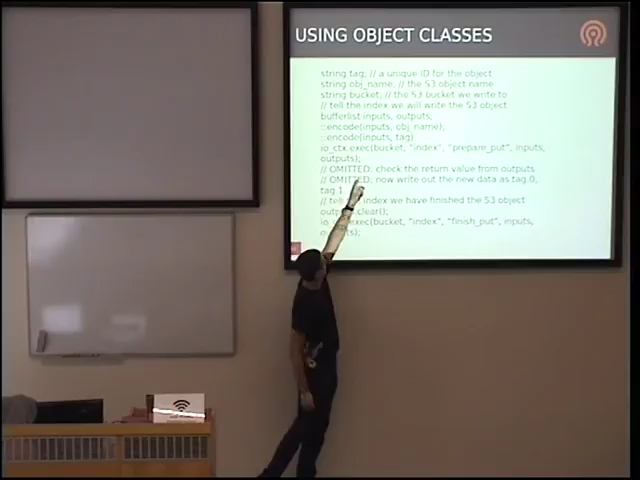 USING OBJECT CLASSES
string tag; // a unique ID for the object
string obj_name; // the S3 object name
string bucket; // the S3 bucket we write to
// tell the index we will write the S3 object
bufferlist inputs, outputs;
::encode(inputs, obj_name);
::encode(inputs, tag)
io_ctx.exec(bucket, "index", "prepare_put", inputs,
outputs);
// OMITTED: check the return value from outputs
// OMITTED: now write out the new data as tag.0,
tag.1
// tell index we have finished the S3 object
clear();
exec(bucket, "index", "finish_put", inputs,